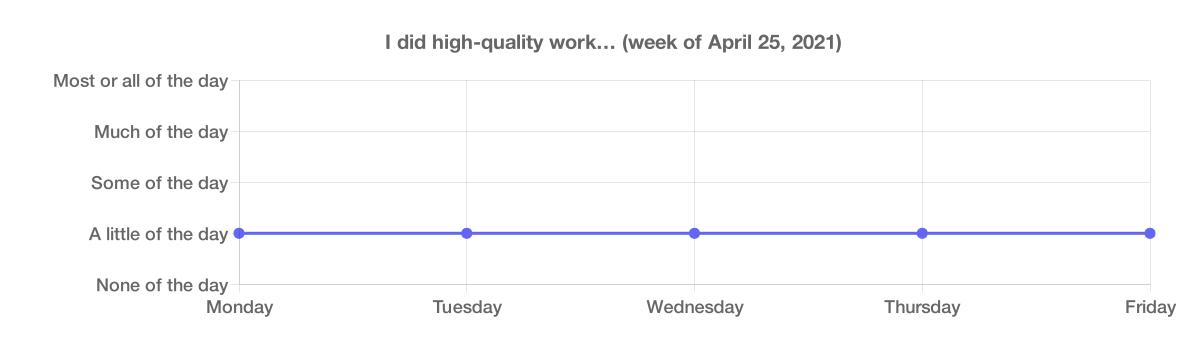 I did high-quality work… (week of April 25, 2021)
Most or all of the day
Much of the day
Some of the day
A little of the day
None of the day
Monday Tuesday Wednesday Thursday Friday